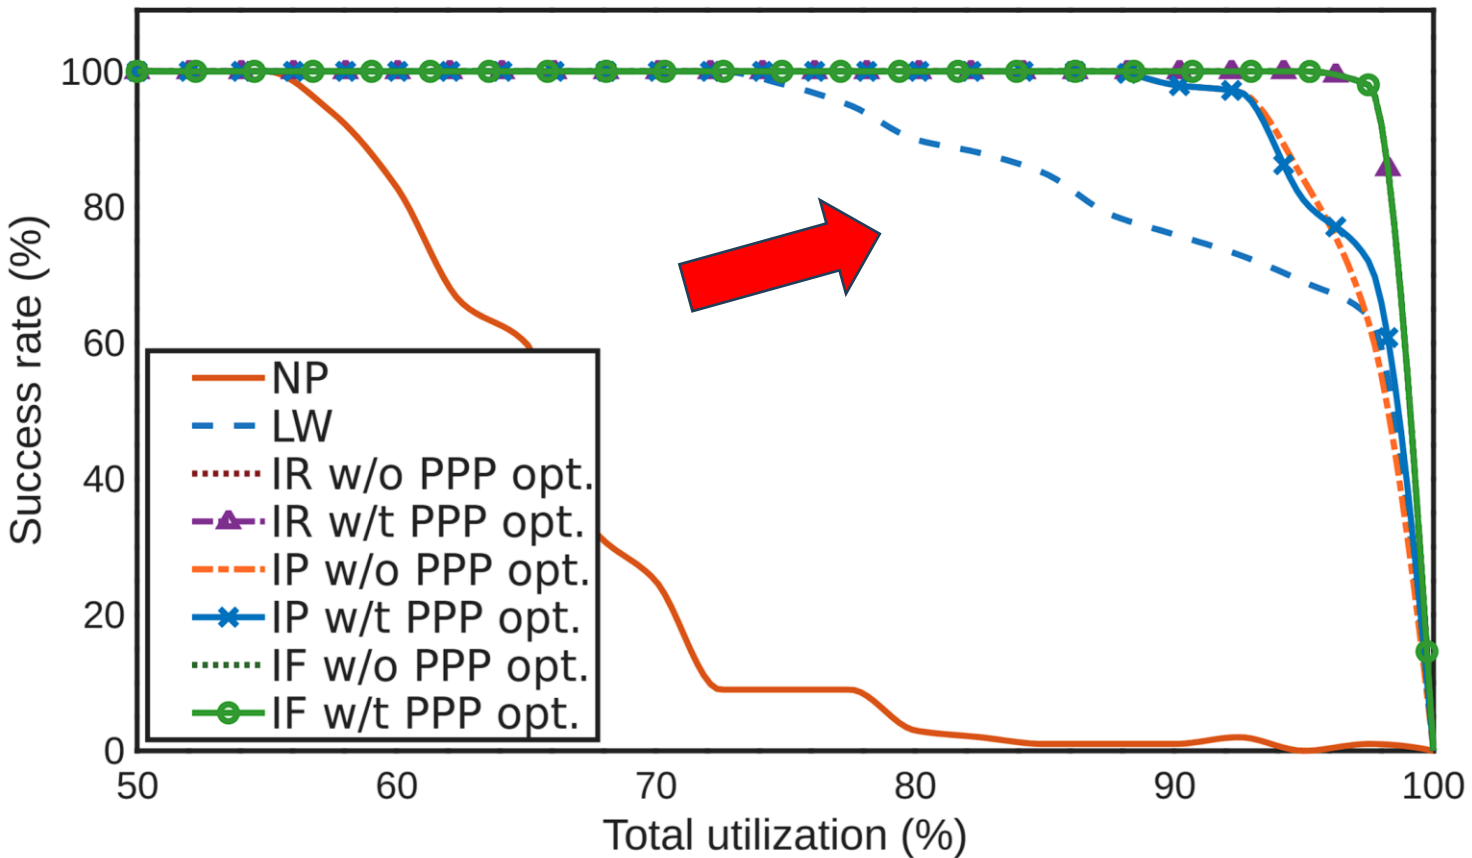 100
80
60
40
20
0
Success rate (%)
NP
LW
IR w/o PPP opt.
IR w/t PPP opt.
IP w/o PPP opt.
IP w/t PPP opt.
IF w/o PPP opt.
IF w/t PPP opt.
50 60 70 80 90 100
Total utilization (%)